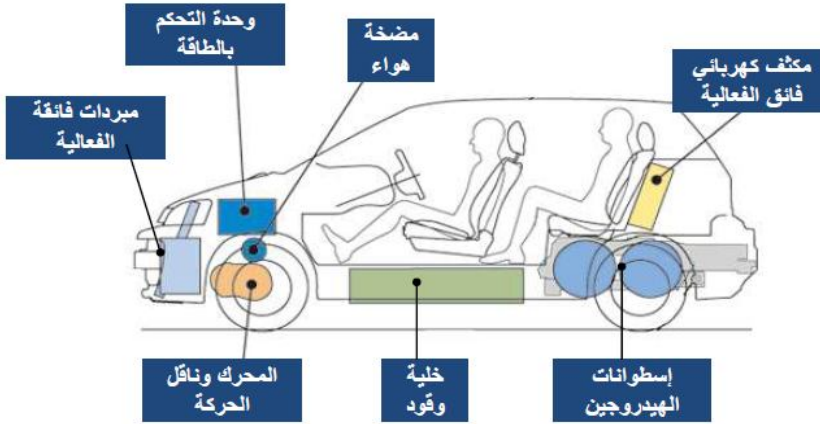 وحدة التحكم
بالطاقة
مضخة
هواء
مكثف كهربائي
فائق الفعالية
مبردات فائقة
الفعالية
المحرك وناقل
الحركة
خلية
وقود
إسطوانات
الهيدروجين